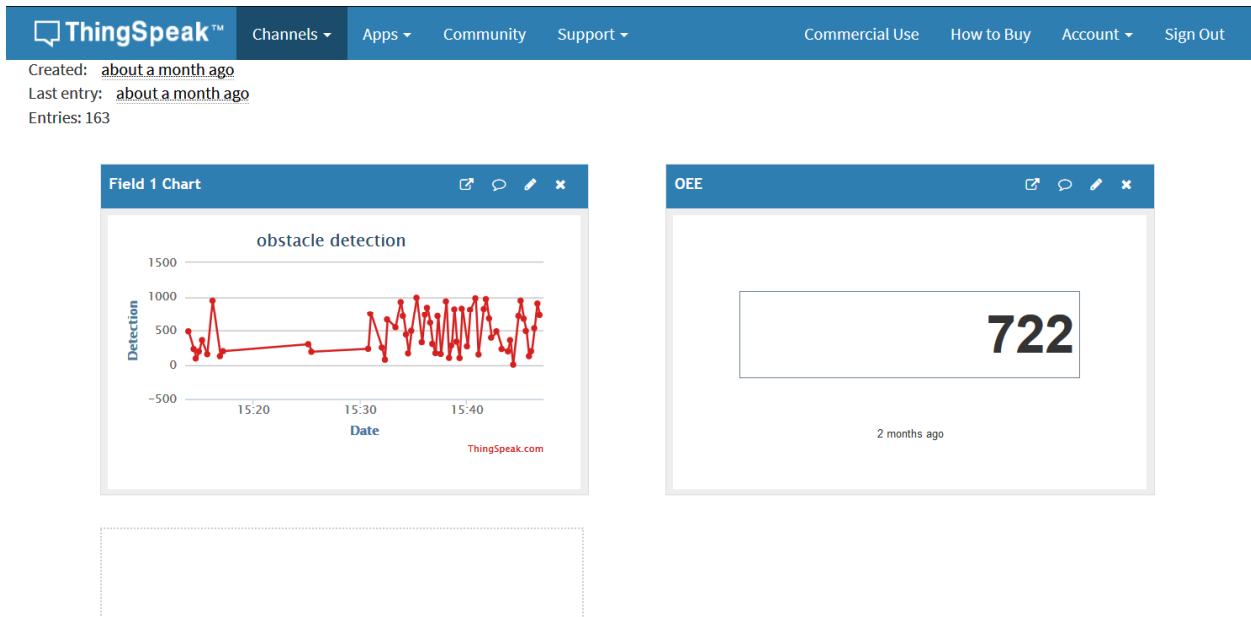 ThingSpeak™ Channels Apps Community Support Commercial Use How to Buy Account Sign Out
Created: about a month ago
Last entry: about a month ago
Entries: 163
Field 1 Chart
obstacle detection
1500
1000
500
0
-500
Detection
15:20 15:30 15:40
Date
ThingSpeak.com
OEE
722
2 months ago